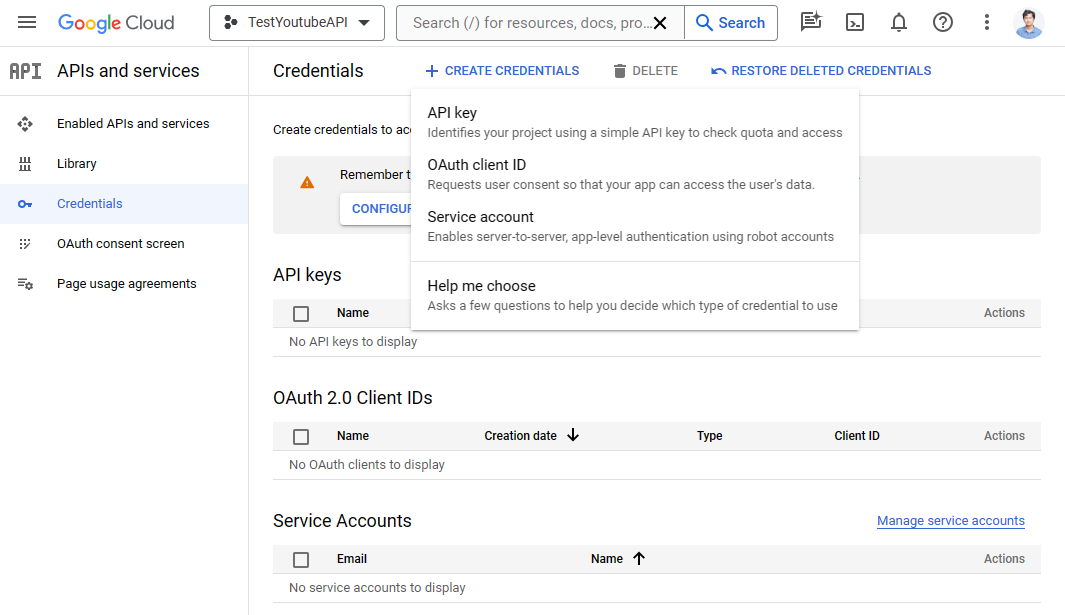 Google Cloud
TestYoutubeAPI
Search (/) for resources, docs, pro...
Search
API
APIs and services
Enabled APIs and services
Library
Credentials
OAuth consent screen
Page usage agreements
Credentials
+ CREATE CREDENTIALS
DELETE
RESTORE DELETED CREDENTIALS
Create credentials to
Remember
API key
Identifies your project using a simple API key to check quota and access
OAuth client ID
Requests user consent so that your app can access the user's data.
Service account
Enables server-to-server, app-level authentication using robot accounts
Help me choose
Asks a few questions to help you decide which type of credential to use
API keys
Name
Actions
No API keys to display
OAuth 2.0 Client IDs
Name
Creation date
Type
Client ID
Actions
No OAuth clients to display
Service Accounts
Manage service accounts
Email
Name
Actions
No service accounts to display